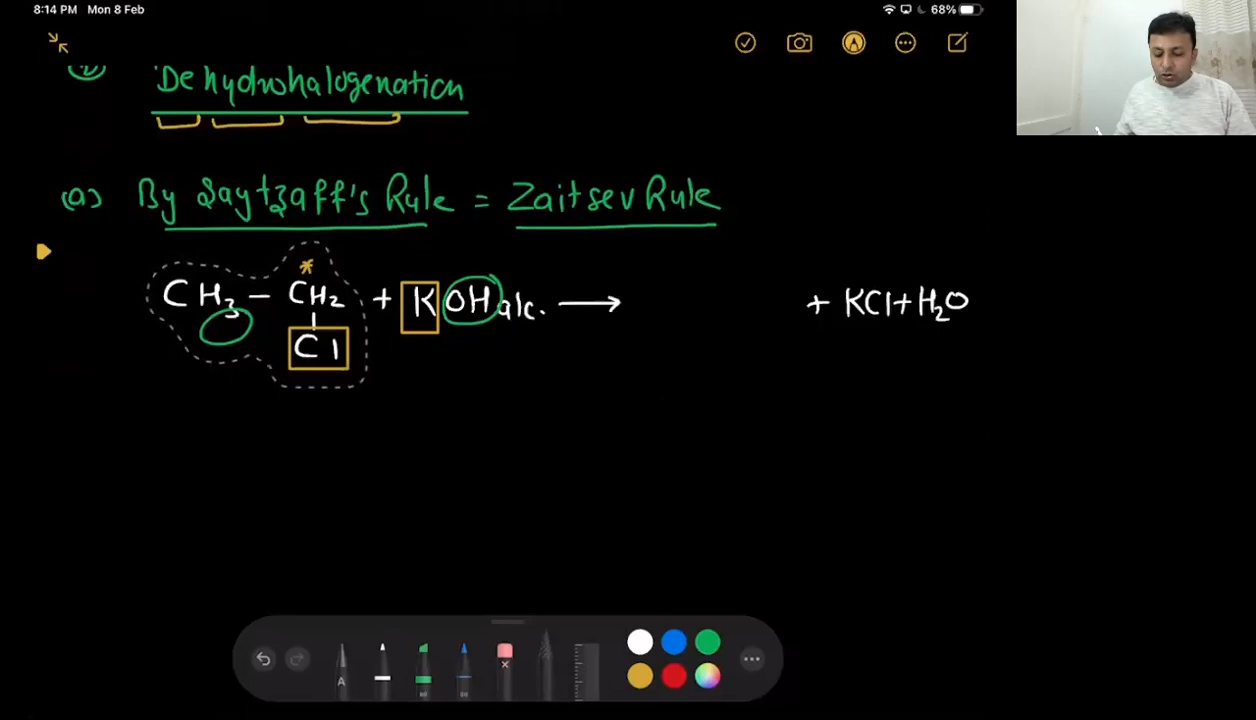 8:14 PM Mon 8 Feb 68%
Dehydrohalogenation
(a) By Saytzaff's Rule = Zaitsev Rule
*
CH3 – CH2 + KOH alc. ⟶ + KCl + H2O
Cl
A